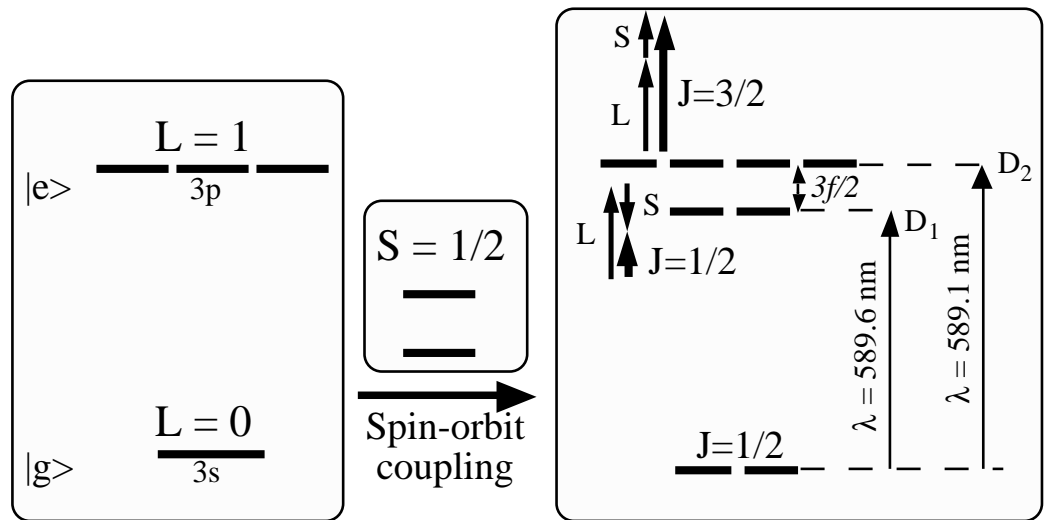 L = 1
|e>
3p
L = 0
|g>
3s
S = 1/2
Spin-orbit
coupling
S
L
J=3/2
D2
3f/2
S
L
J=1/2
D1
λ = 589.6 nm
λ = 589.1 nm
J=1/2